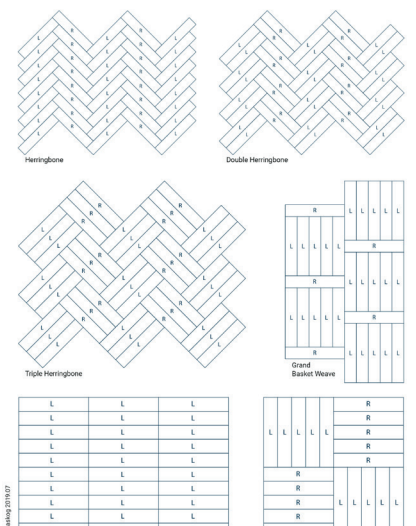 R R
L L L
R R
L L L
R R
L L L
R R
L L L
R R
L L L
R R
L L L
R R
L L L
R R
L L L
Herringbone
R R
L R L R L
L L L
R R
L R L R L
L L L
R R
L R L R L
L L L
R R
L R L R L
L L L
Double Herringbone
R R
R R
L R L R L
L L L
L L L
R R
R R
L R L R L
L L L
L L L
R R
R R
L R L R L
L L L
L L L
Triple Herringbone
R
L L L L L
L L L L L
R
R
L L L L L
L L L L L
R
R
L L L L L
Grand
Basket Weave
L L L
L L L
L L L
L L L
L L L
L L L
L L L
L L L
L L L
R
R
L L L L L R
R
R
R
R
R L L L L L
R
askog 2019.07